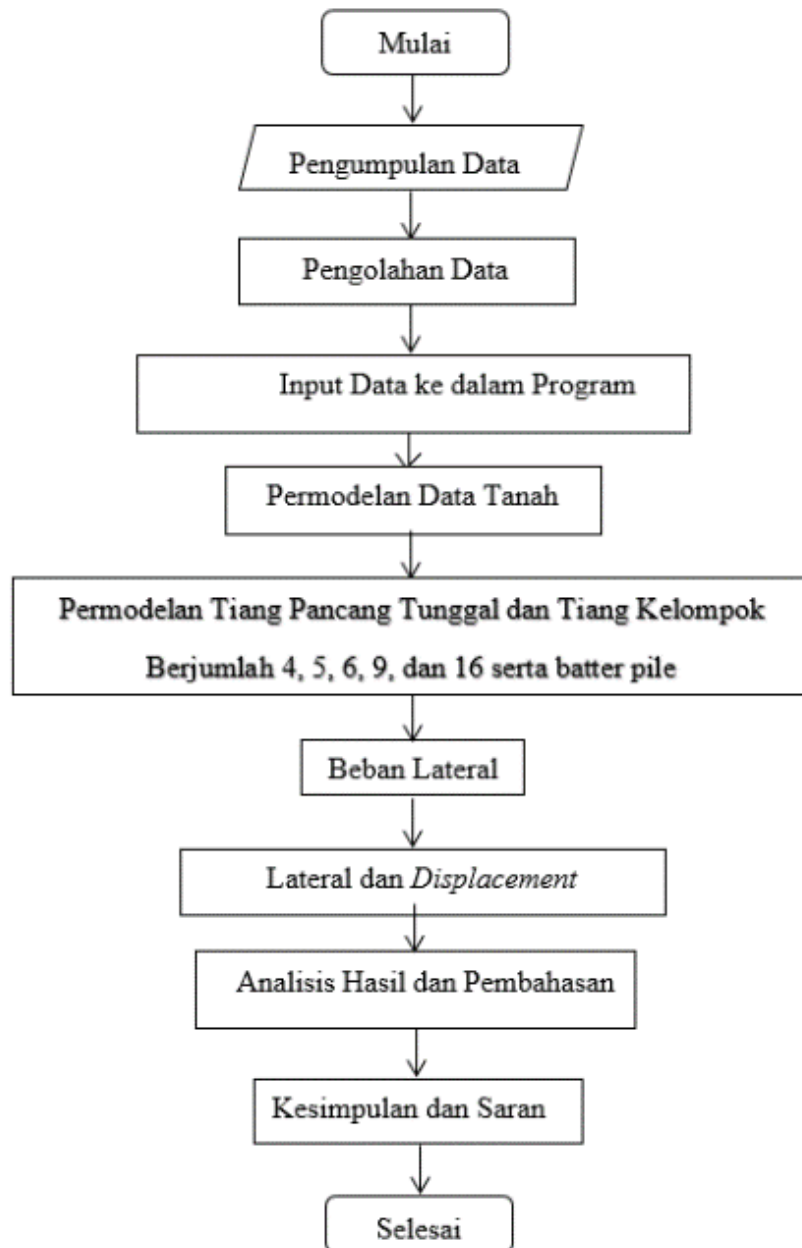 Mulai
Pengumpulan Data
Pengolahan Data
Input Data ke dalam Program
Permodelan Data Tanah
Permodelan Tiang Pancang Tunggal dan Tiang Kelompok
Berjumlah 4, 5, 6, 9, dan 16 serta batter pile
Beban Lateral
Lateral dan Displacement
Analisis Hasil dan Pembahasan
Kesimpulan dan Saran
Selesai